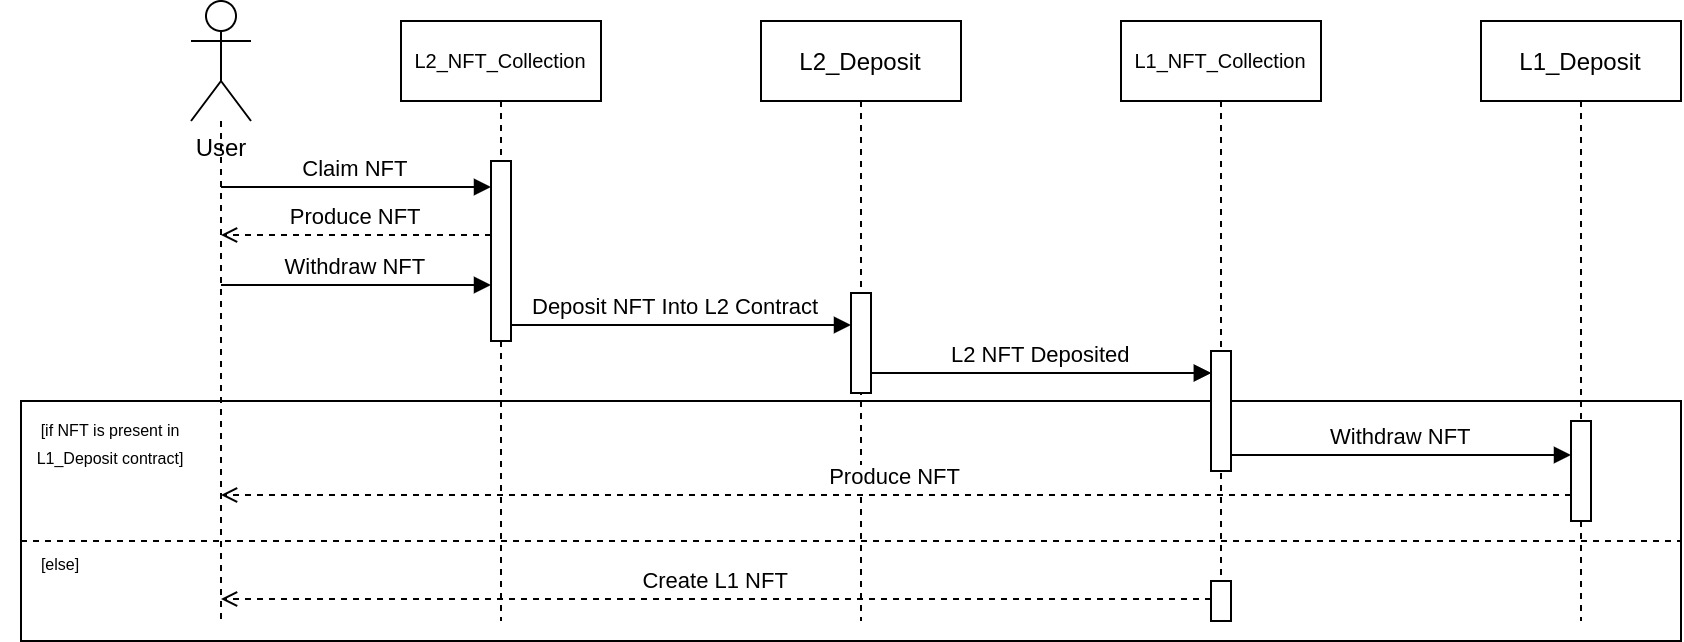 L2_NFT_Collection
L2_Deposit
L1_NFT_Collection
L1_Deposit
User
Claim NFT
Produce NFT
Withdraw NFT
Deposit NFT Into L2 Contract
L2 NFT Deposited
[if NFT is present in
L1_Deposit contract]
Withdraw NFT
Produce NFT
[else]
Create L1 NFT